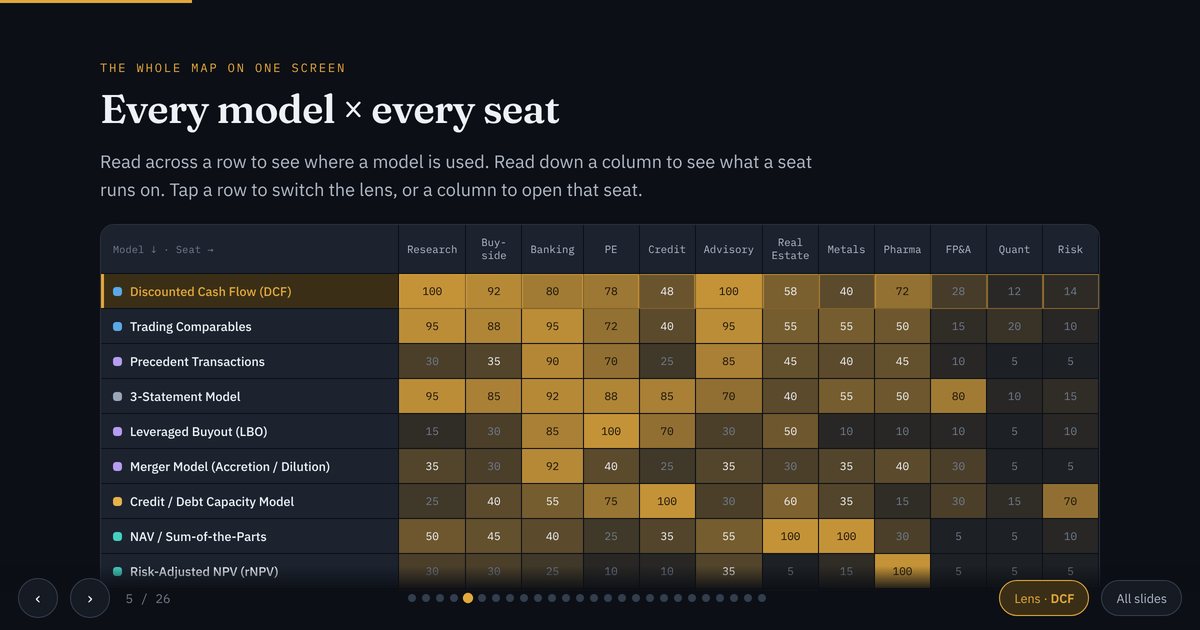 THE WHOLE MAP ON ONE SCREEN
Every model × every seat
Read across a row to see where a model is used. Read down a column to see what a seat
runs on. Tap a row to switch the lens, or a column to open that seat.
Model ↓ · Seat → Research Buy-side Banking PE Credit Advisory Real Estate Metals Pharma FP&A Quant Risk
Discounted Cash Flow (DCF) 100 92 80 78 48 100 58 40 72 28 12 14
Trading Comparables 95 88 95 72 40 95 55 55 50 15 20 10
Precedent Transactions 30 35 90 70 25 85 45 40 45 10 5 5
3-Statement Model 95 85 92 88 85 70 40 55 50 80 10 15
Leveraged Buyout (LBO) 15 30 85 100 70 30 50 10 10 10 5 10
Merger Model (Accretion / Dilution) 35 30 92 40 25 35 30 35 40 30 5 5
Credit / Debt Capacity Model 25 40 55 75 100 30 60 35 15 30 15 70
NAV / Sum-of-the-Parts 50 45 40 25 35 55 100 100 30 5 5 10
Risk-Adjusted NPV (rNPV) 30 30 25 10 10 35 5 15 100 5 5 5
‹ › 5 / 26 Lens · DCF All slides